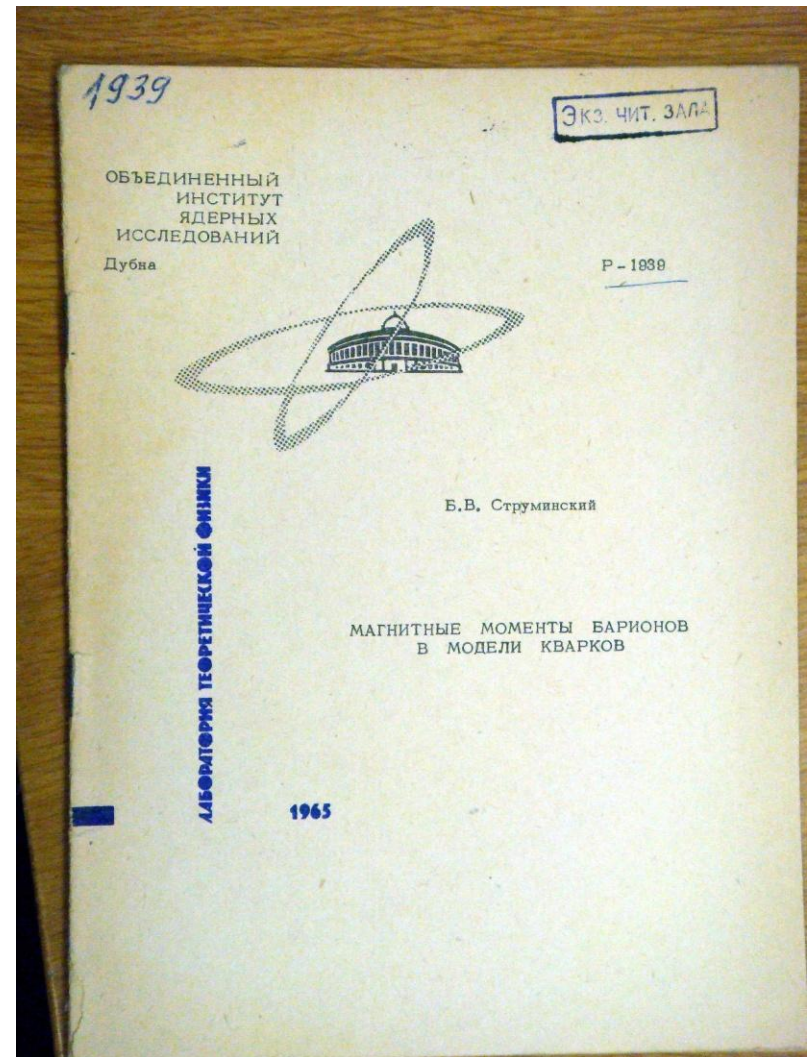 1939
ЭКЗ. ЧИТ. ЗАЛА
ОБЪЕДИНЕННЫЙ
ИНСТИТУТ
ЯДЕРНЫХ
ИССЛЕДОВАНИЙ
Дубна
Р - 1939
Б.В. Струминский
МАГНИТНЫЕ МОМЕНТЫ БАРИОНОВ
В МОДЕЛИ КВАРКОВ
ЛАБОРАТОРИЯ ТЕОРЕТИЧЕСКОЙ ФИЗИКИ
1965